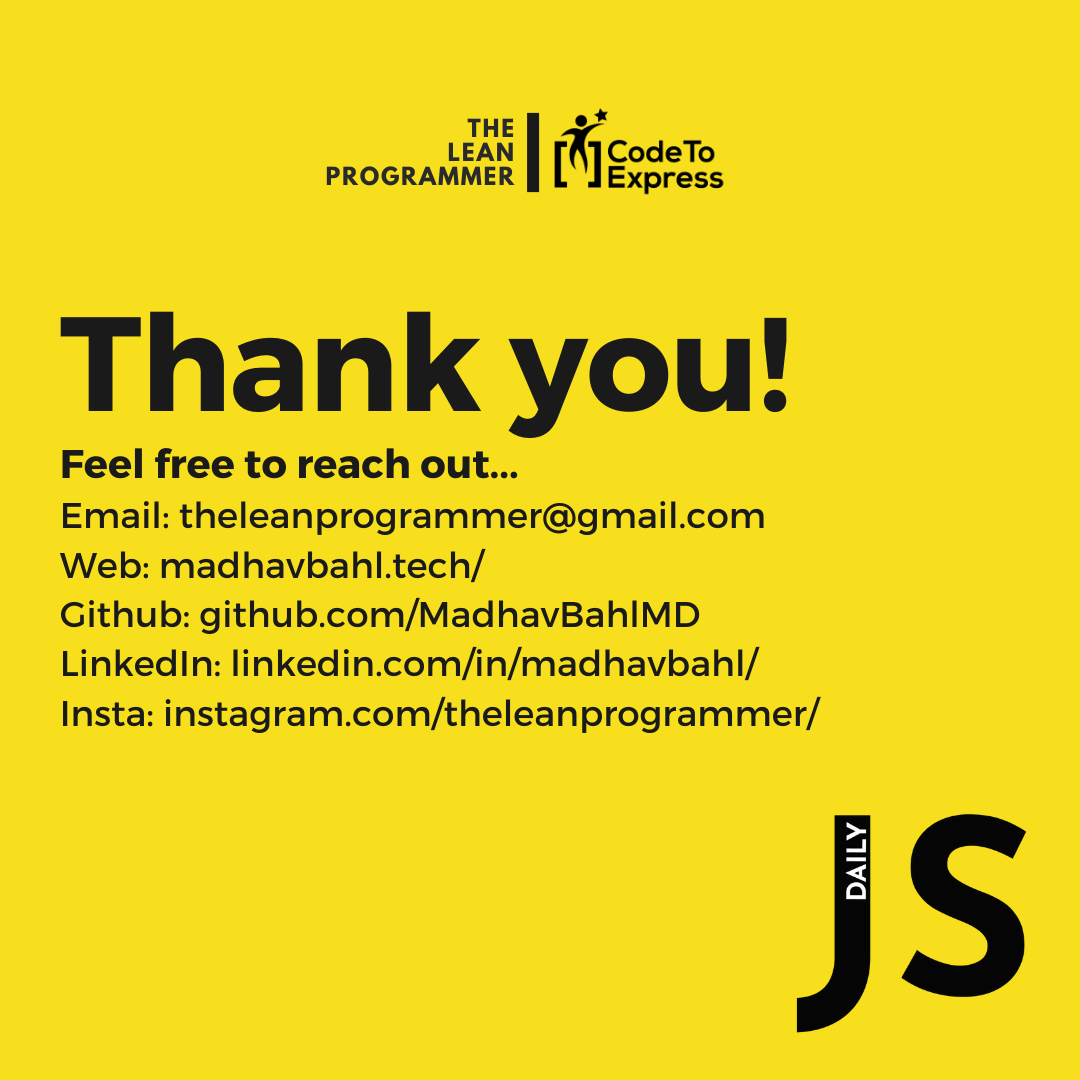 THE
LEAN
PROGRAMMER
CodeTo
Express
Thank you!
Feel free to reach out...
Email: theleanprogrammer@gmail.com
Web: madhavbahl.tech/
Github: github.com/MadhavBahlMD
LinkedIn: linkedin.com/in/madhavbahl/
Insta: instagram.com/theleanprogrammer/
DAILY
JS